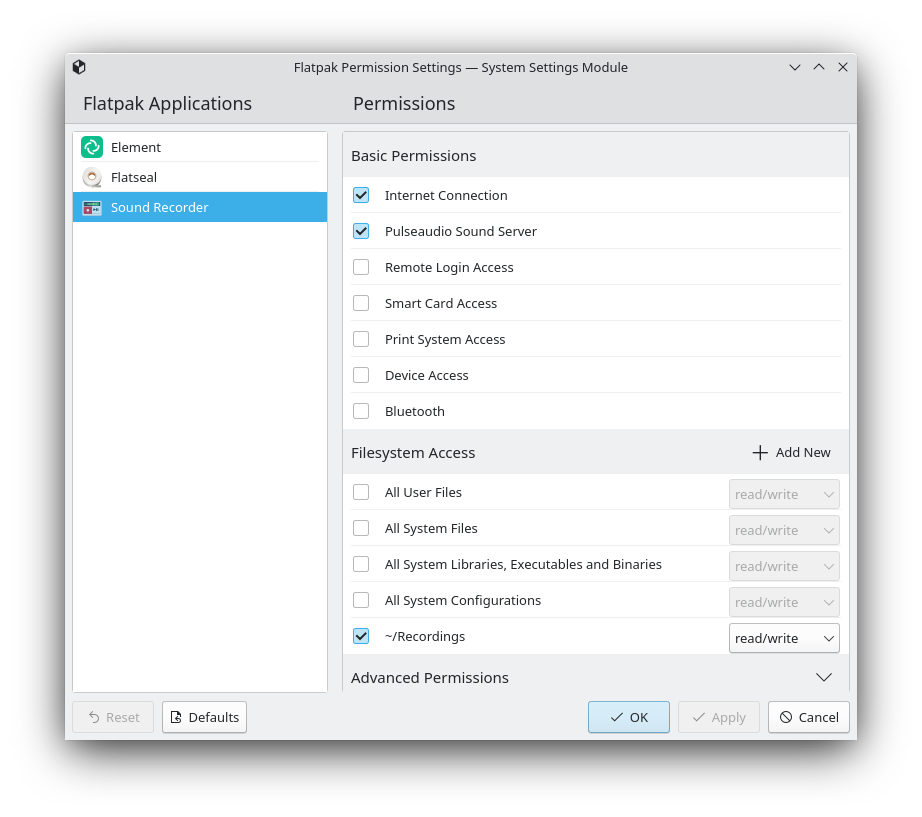 Flatpak Permission Settings — System Settings Module
Flatpak Applications
Permissions
Element
Flatseal
Sound Recorder
Basic Permissions
Internet Connection
Pulseaudio Sound Server
Remote Login Access
Smart Card Access
Print System Access
Device Access
Bluetooth
Filesystem Access
Add New
All User Files
read/write
All System Files
read/write
All System Libraries, Executables and Binaries
read/write
All System Configurations
read/write
~/Recordings
read/write
Advanced Permissions
Reset
Defaults
OK
Apply
Cancel